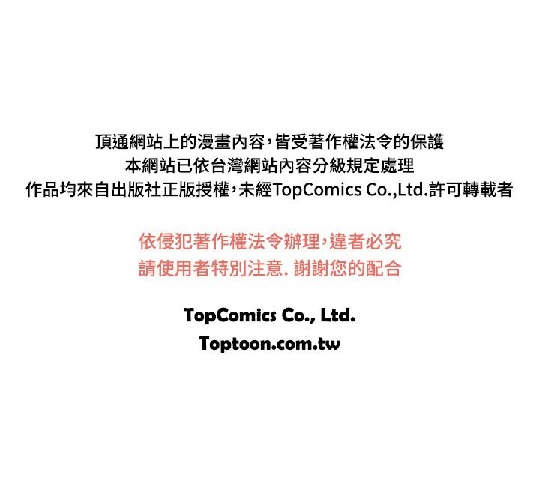 頂通網站上的漫畫內容，皆受著作權法令的保護
本網站已依台灣網站內容分級規定處理
作品均來自出版社正版授權，未經TopComics Co.,Ltd.許可轉載者
依侵犯著作權法令辦理，違者必究
請使用者特別注意. 謝謝您的配合
TopComics Co., Ltd.
Toptoon.com.tw